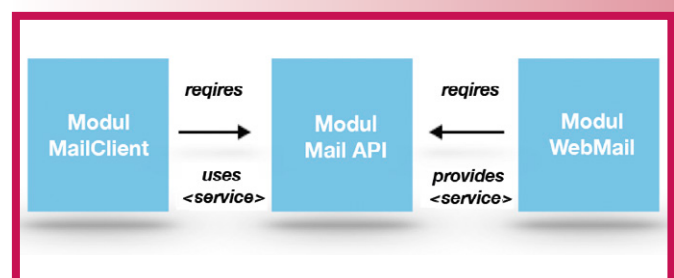 Modul
MailClient
reqires
uses
<service>
Modul
Mail API
reqires
provides
<service>
Modul
WebMail